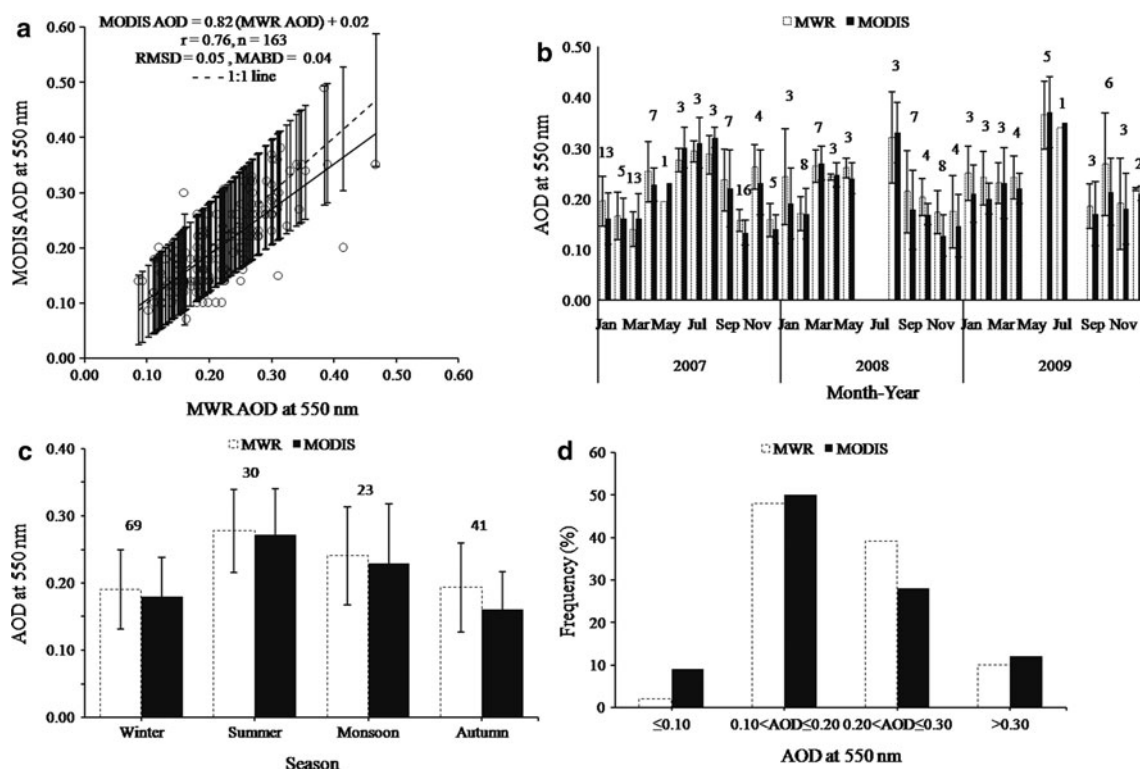 a
MODIS AOD = 0.82 (MWR AOD) + 0.02
r = 0.76, n = 163
RMSD = 0.05 , MABD = 0.04
1:1 line
0.60
0.50
0.40
0.30
0.20
0.10
0.00
MODIS AOD at 550 nm
0.00 0.10 0.20 0.30 0.40 0.50 0.60
MWR AOD at 550 nm
b
MWR MODIS
0.50
0.40
0.30
0.20
0.10
0.00
AOD at 550 nm
13 5 13 7 1 3 3 3 7 16 4 5 3 8 7 3 3 3 7 4 8 4 3 4 3 4 5 1 3 6 3 2
Jan Mar May Jul Sep Nov Jan Mar May Jul Sep Nov Jan Mar May Jul Sep Nov
2007 2008 2009
Month-Year
c
MWR MODIS
0.40
0.30
0.20
0.10
0.00
AOD at 550 nm
69 30 23 41
Winter Summer Monsoon Autumn
Season
d
MWR MODIS
60
50
40
30
20
10
0
Frequency (%)
≤0.10 0.10<AOD≤0.20 0.20<AOD≤0.30 >0.30
AOD at 550 nm